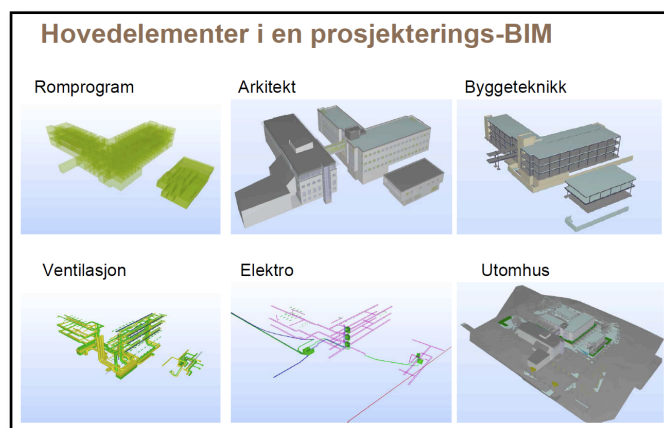 Hovedelementer i en prosjekterings-BIM
Romprogram
Arkitekt
Byggeteknikk
Ventilasjon
Elektro
Utomhus